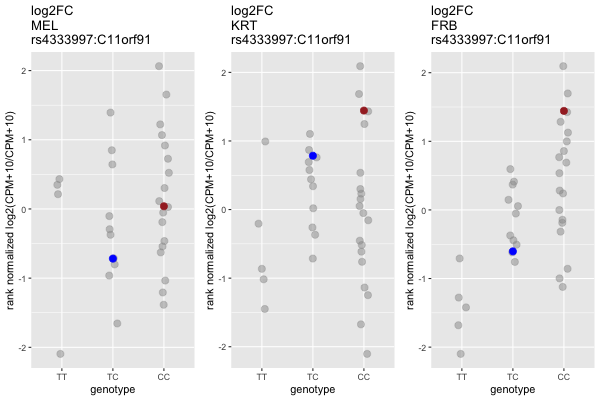 log2FC
MEL
rs4333997:C11orf91
rank normalized log2(CPM+10/CPM+10)
2
1
0
-1
-2
TT TC CC
genotype
log2FC
KRT
rs4333997:C11orf91
rank normalized log2(CPM+10/CPM+10)
2
1
0
-1
-2
TT TC CC
genotype
log2FC
FRB
rs4333997:C11orf91
rank normalized log2(CPM+10/CPM+10)
2
1
0
-1
-2
TT TC CC
genotype